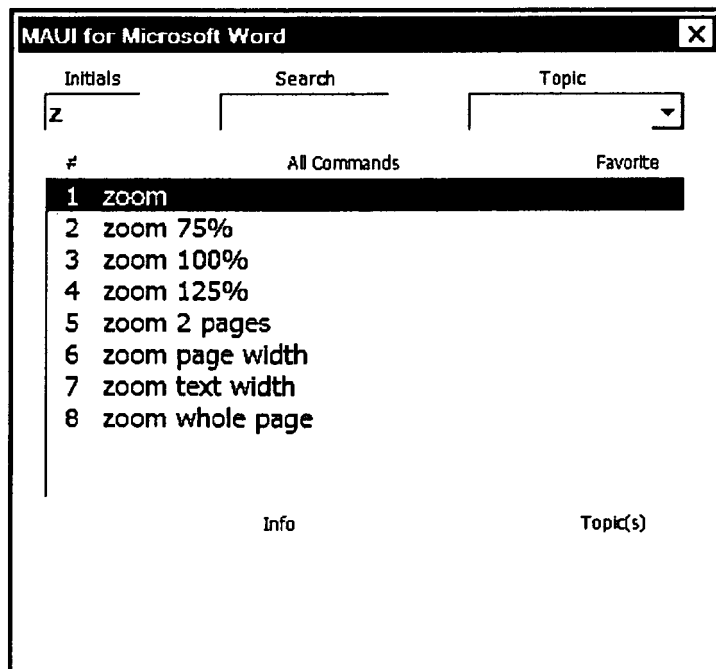 MAUI for Microsoft Word
Initials Search Topic
z
# All Commands Favorite
1 zoom
2 zoom 75%
3 zoom 100%
4 zoom 125%
5 zoom 2 pages
6 zoom page width
7 zoom text width
8 zoom whole page
Info Topic(s)